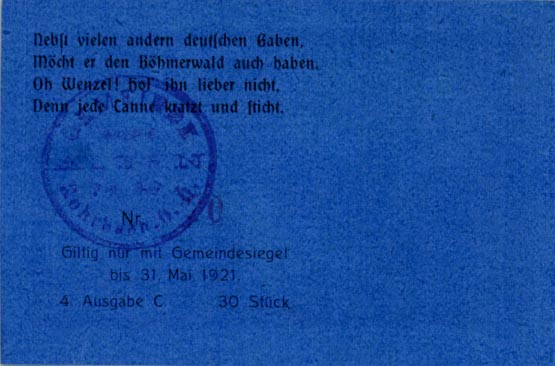 Nebst vielen andern deutschen Gaben,
Möcht er den Böhmerwald auch haben.
Oh Wenzel! hol' ihn lieber nicht,
Denn jede Tanne kratzt und sticht.
Nr. 0
Giltig nur mit Gemeindesiegel
bis 31. Mai 1921.
4 Ausgabe C 30 Stück